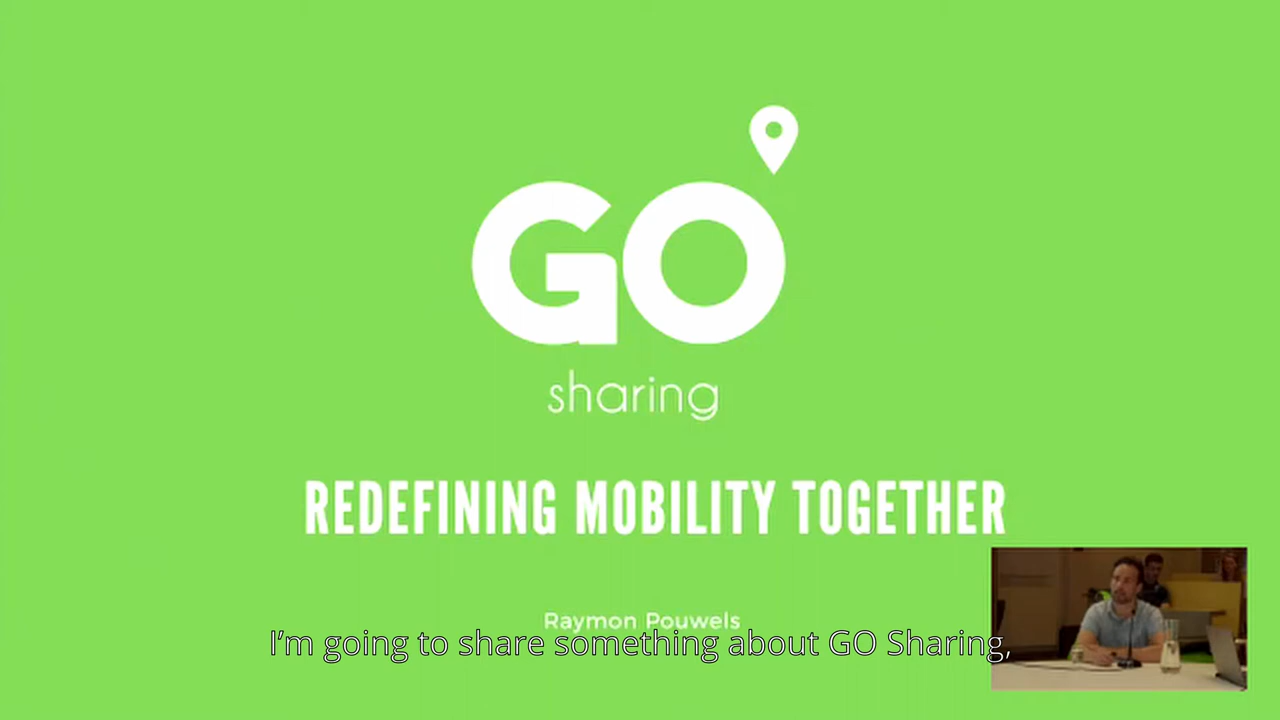 GO
sharing
REDEFINING MOBILITY TOGETHER
Raymon Pouwels
I'm going to share something about GO Sharing,